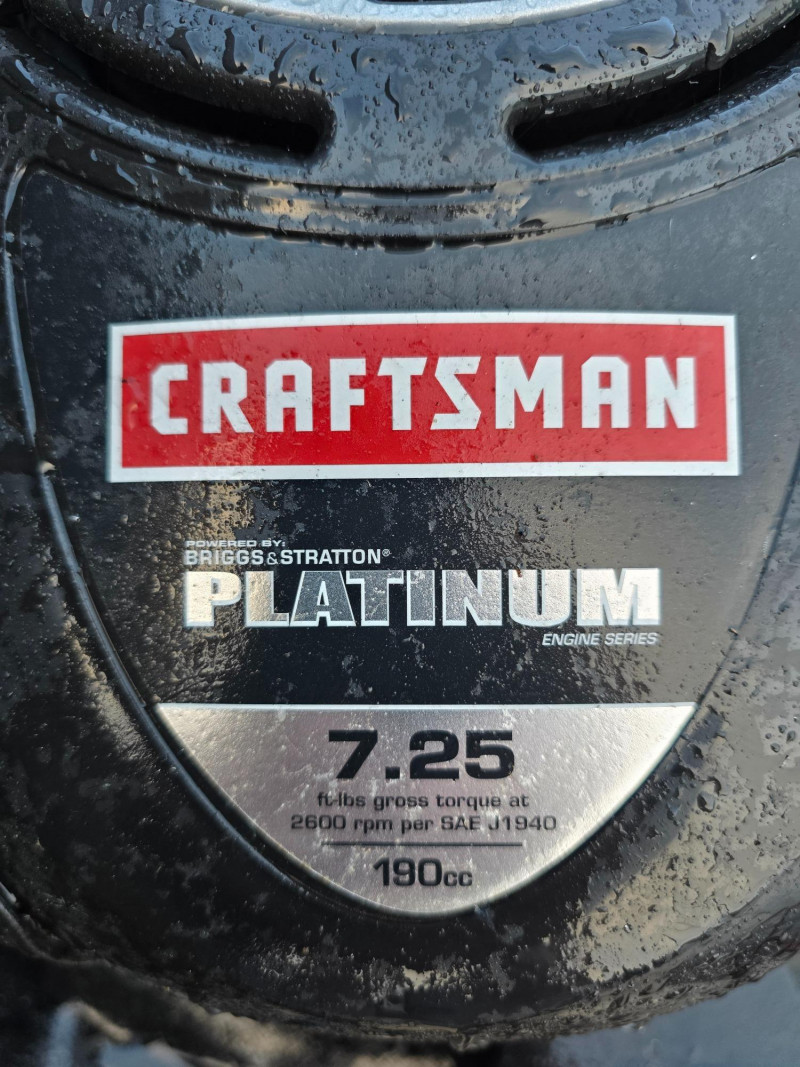 CRAFTSMAN
POWERED BY:
BRIGGS & STRATTON®
PLATINUM
ENGINE SERIES
7.25
ft-lbs gross torque at
2600 rpm per SAE J1940
190cc